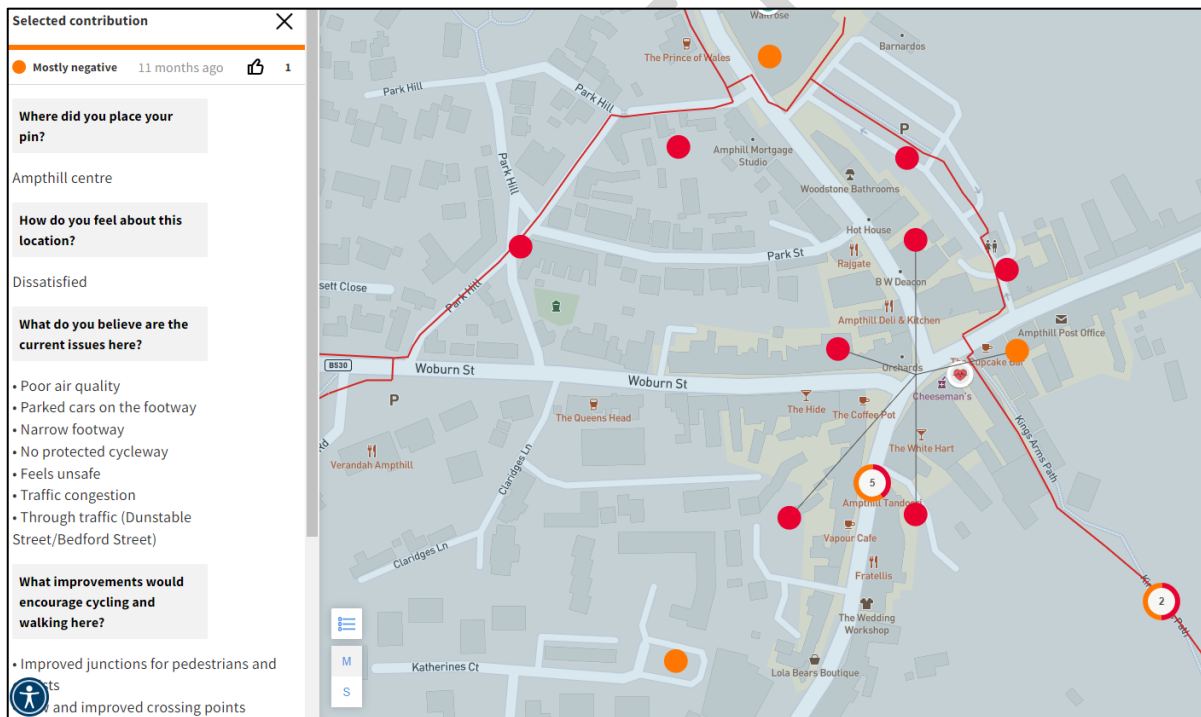 Selected contribution
Mostly negative 11 months ago 1
Where did you place your
pin?
Ampthill centre
How do you feel about this
location?
Dissatisfied
What do you believe are the
current issues here?
• Poor air quality
• Parked cars on the footway
• Narrow footway
• No protected cycleway
• Feels unsafe
• Traffic congestion
• Through traffic (Dunstable
Street/Bedford Street)
What improvements would
encourage cycling and
walking here?
• Improved junctions for pedestrians and
and improved crossing points
Waitrose
The Prince of Wales
Barnardos
Park Hill
Park Hill
P
Ampthill Mortgage
Studio
Park Hill
Woodstone Bathrooms
Hot House
Park St
Rajgate
B W Deacon
Park Hill
Ampthill Deli & Kitchen
Ampthill Post Office
The Cupcake Bar
Orchards
B530
Woburn St
Woburn St
Cheeseman's
P
The Hide
The Coffee Pot
The Queens Head
Kings Arms Path
The White Hart
Verandah Ampthill
Claridges Ln
5
Vapour Cafe
Claridges Ln
Fratellis
2
The Wedding
Workshop
M
Katherines Ct
Lola Bears Boutique
S